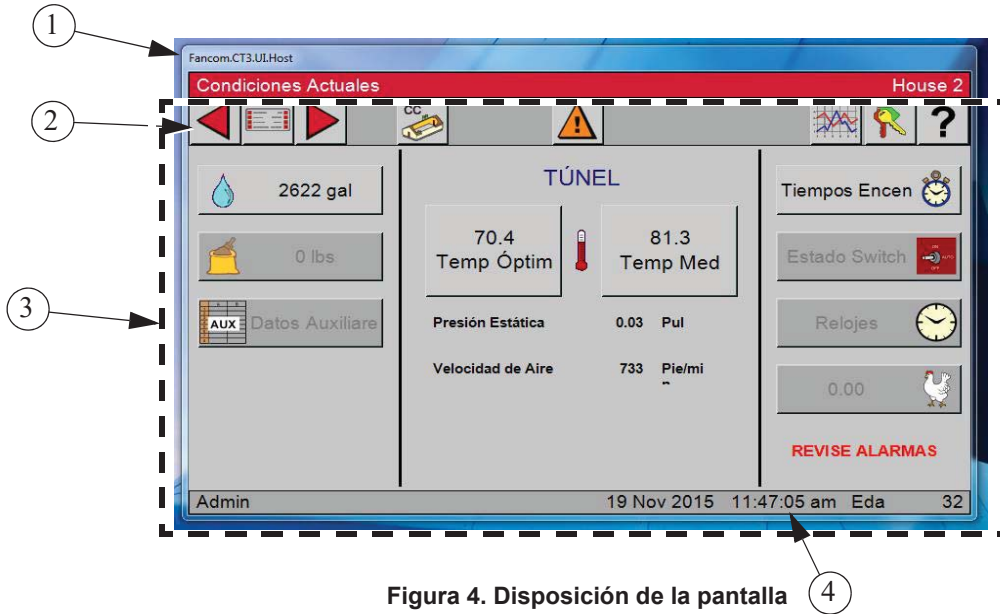 1
Fancom.CT3.UI.Host
Condiciones Actuales House 2
2
CC
?
2622 gal
TÚNEL
Tiempos Encen
70.4
Temp Óptim
81.3
Temp Med
0 lbs
Estado Switch
ON
AUTO
OFF
3
AUX
Datos Auxiliare
Presión Estática 0.03 Pul
Relojes
Velocidad de Aire 733 Pie/mi
n
0.00
REVISE ALARMAS
Admin 19 Nov 2015 11:47:05 am Eda 32
Figura 4. Disposición de la pantalla
4